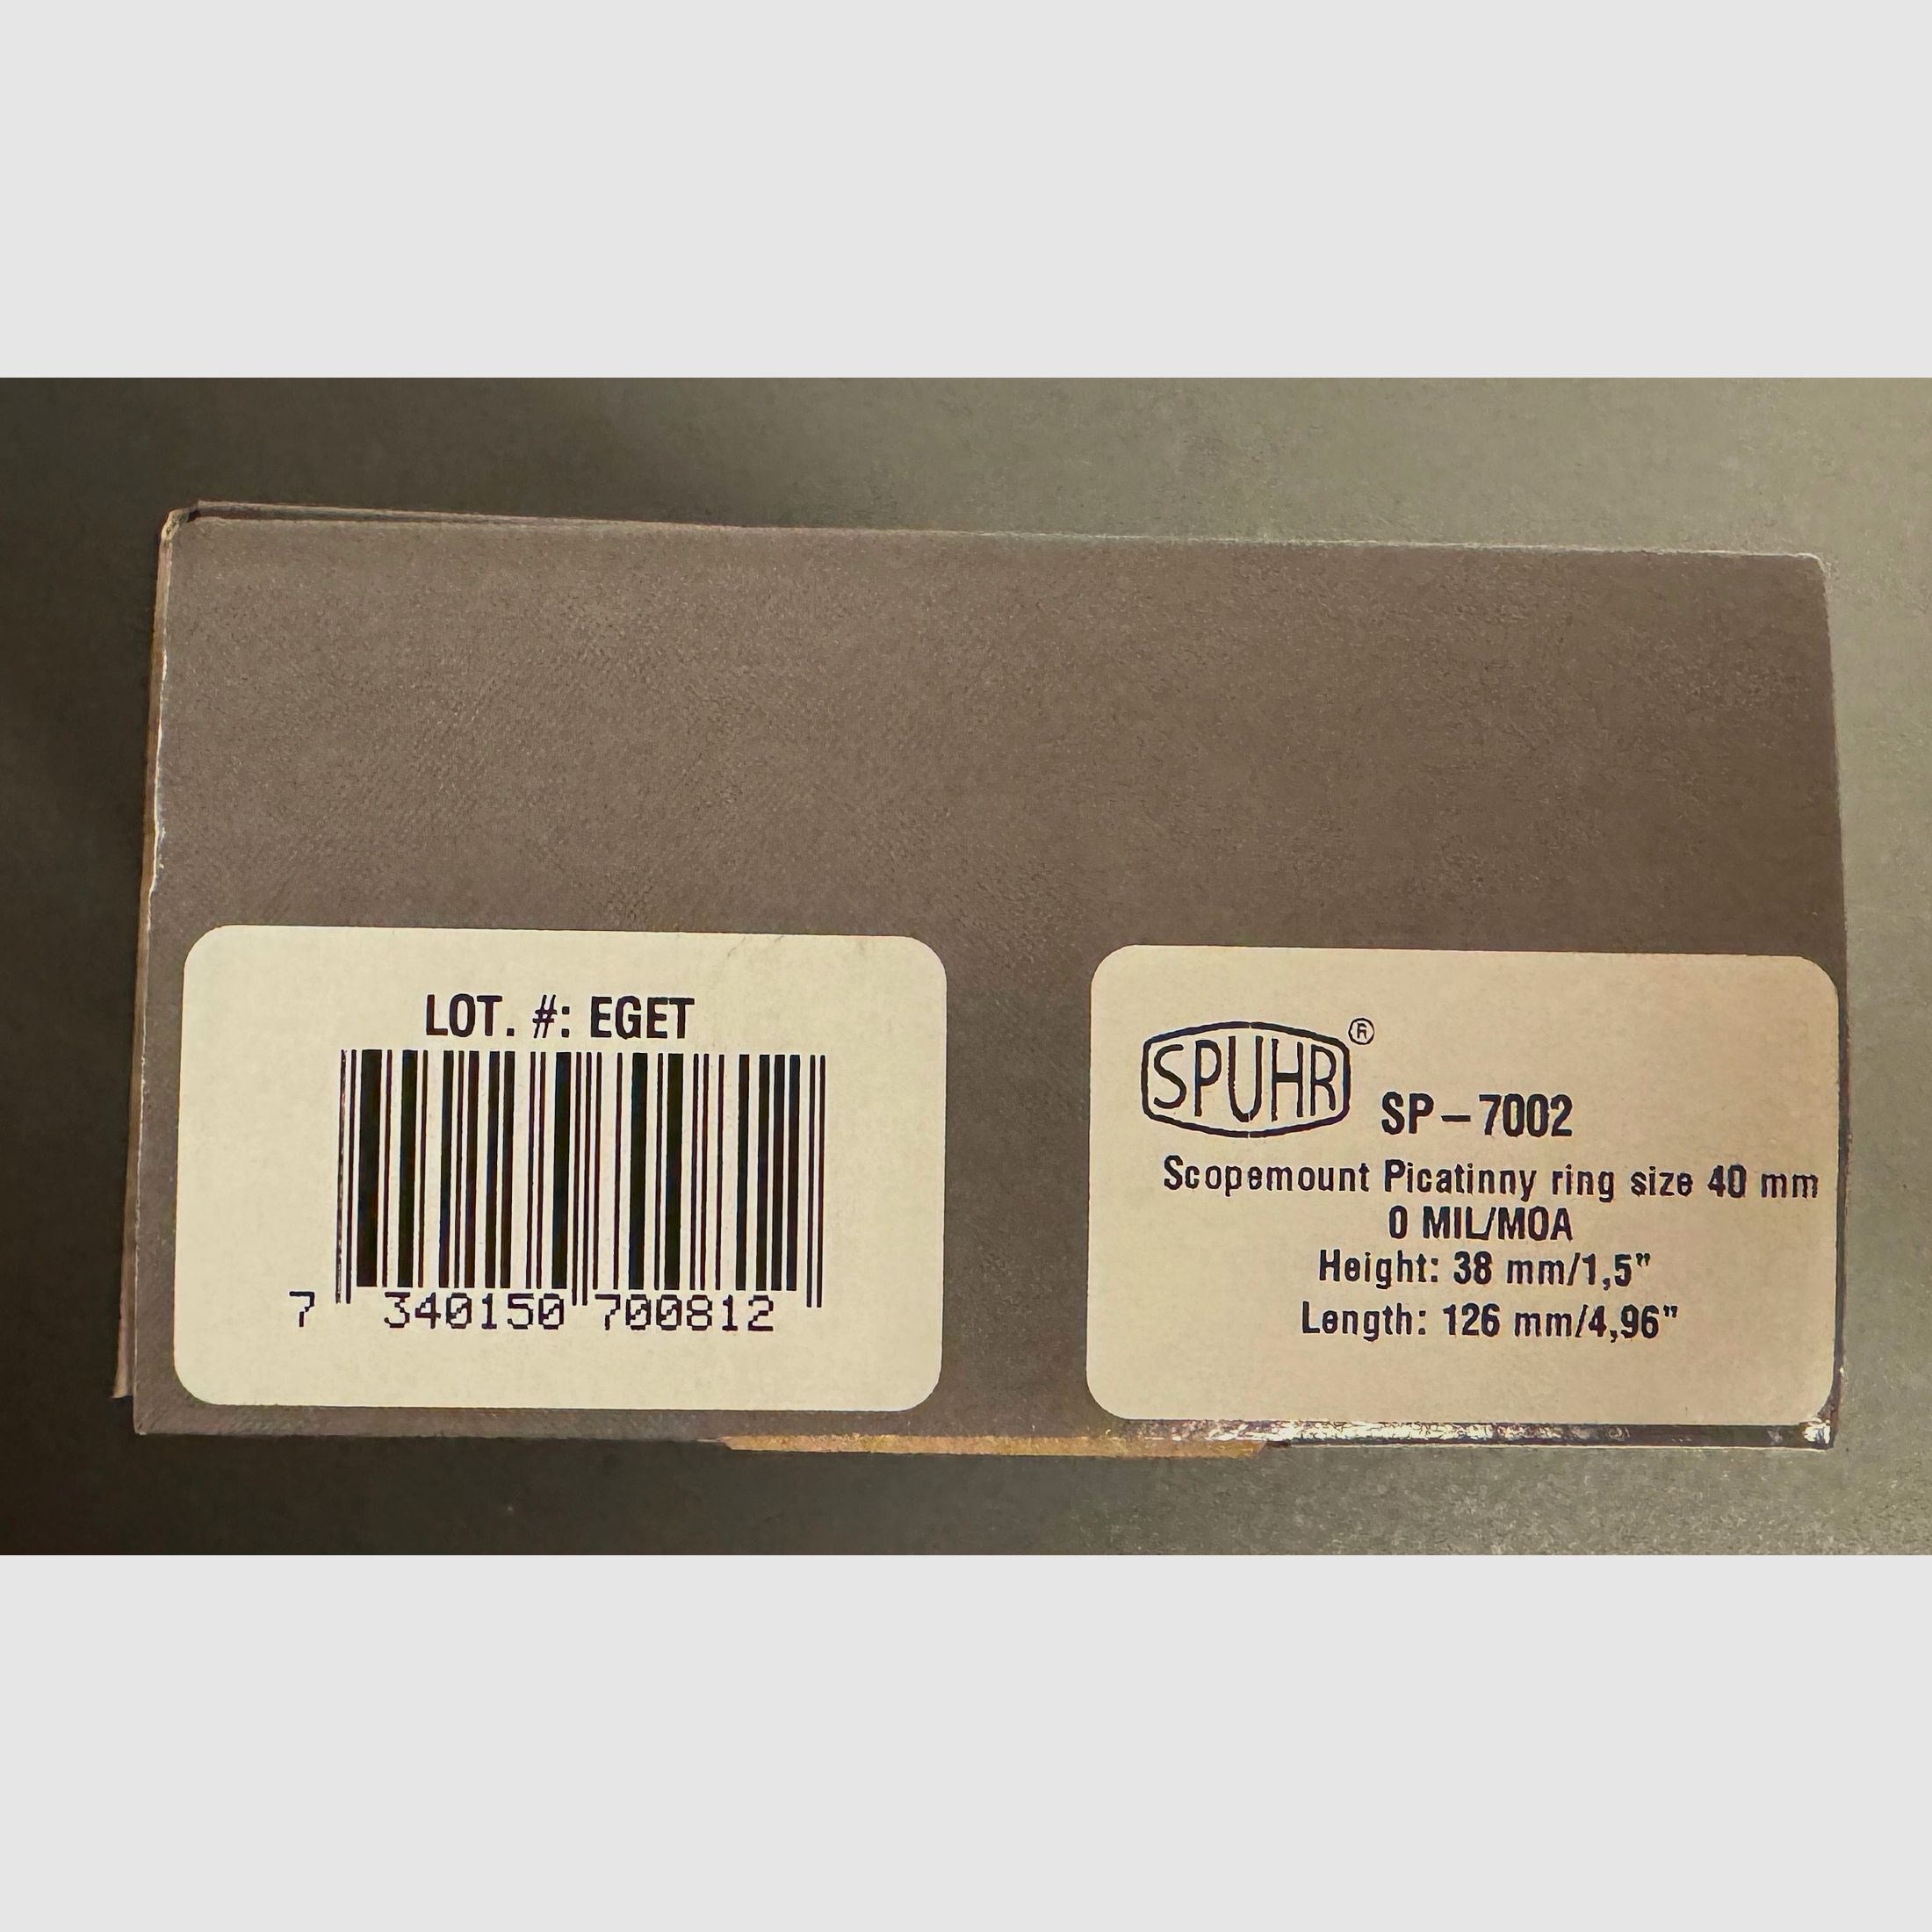 LOT. #: EGET
7 340150 700812
SPUHR®
SP-7002
Scopemount Picatinny ring size 40 mm
0 MIL/MOA
Height: 38 mm/1,5"
Length: 126 mm/4,96"